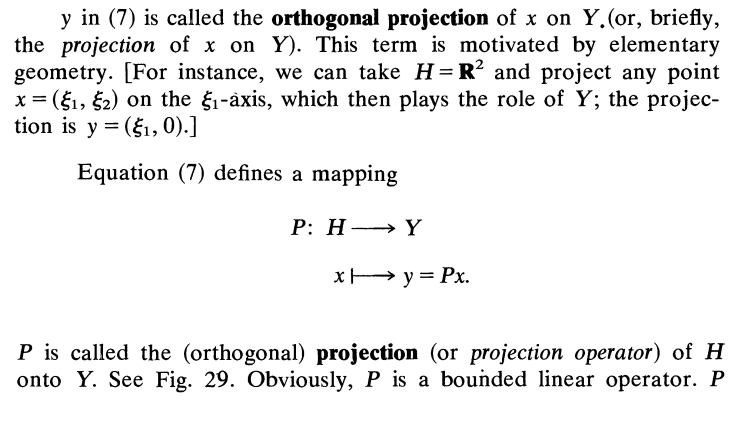 y in (7) is called the orthogonal projection of x on Y.(or, briefly,
the projection of x on Y). This term is motivated by elementary
geometry. [For instance, we can take H = R² and project any point
x = (ξ₁, ξ₂) on the ξ₁-axis, which then plays the role of Y; the projec-
tion is y = (ξ₁, 0).]
Equation (7) defines a mapping
P: H ⟶ Y
x ⟼ y = Px.
P is called the (orthogonal) projection (or projection operator) of H
onto Y. See Fig. 29. Obviously, P is a bounded linear operator. P